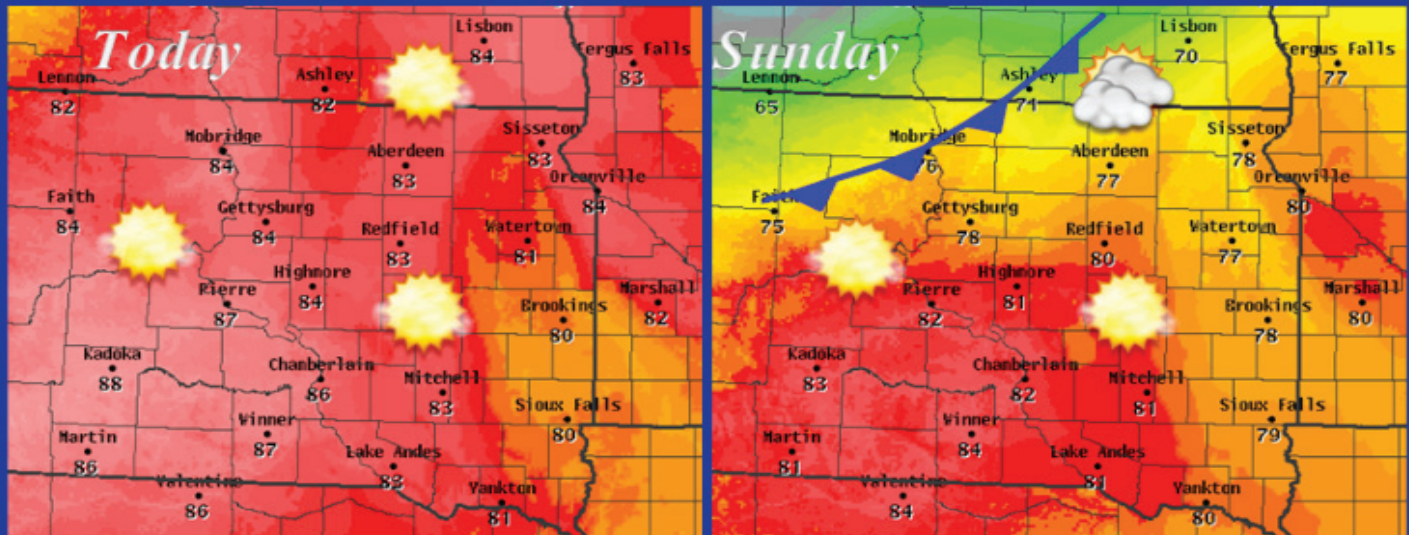 Today
Lisbon
84
Fergus Falls
83
Lennon
82
Ashley
82
Mobridge
84
Sisseton
83
Aberdeen
83
Faith
84
Ortonville
84
Gettysburg
84
Redfield
83
Watertown
81
Highmore
84
Pierre
87
Marshall
82
Brookings
80
Kadoka
88
Chamberlain
86
Mitchell
83
Winner
87
Sioux Falls
80
Martin
86
Lake Andes
83
Valentine
86
Yankton
81
Sunday
Lisbon
70
Fergus Falls
77
Lennon
65
Ashley
71
Mobridge
76
Sisseton
78
Aberdeen
77
Faith
75
Ortonville
80
Gettysburg
78
Redfield
80
Watertown
77
Highmore
81
Pierre
82
Marshall
80
Brookings
78
Kadoka
83
Chamberlain
82
Mitchell
81
Winner
84
Sioux Falls
79
Martin
81
Lake Andes
81
Valentine
84
Yankton
80